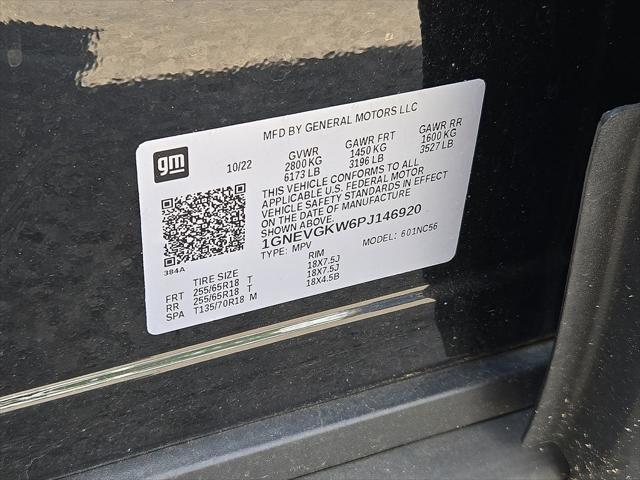 MFD BY GENERAL MOTORS LLC
gm
10/22 GVWR GAWR FRT GAWR RR
2800 KG 1450 KG 1600 KG
6173 LB 3196 LB 3527 LB
THIS VEHICLE CONFORMS TO ALL
APPLICABLE U.S. FEDERAL MOTOR
VEHICLE SAFETY STANDARDS IN EFFECT
ON THE DATE OF MANUFACTURE
SHOWN ABOVE.
1GNEVGKW6PJ146920
TYPE: MPV MODEL: 601NC56
384A
TIRE SIZE RIM
FRT 255/65R18 T 18X7.5J
RR 255/65R18 T 18X7.5J
SPA T135/70R18 M 18X4.5B